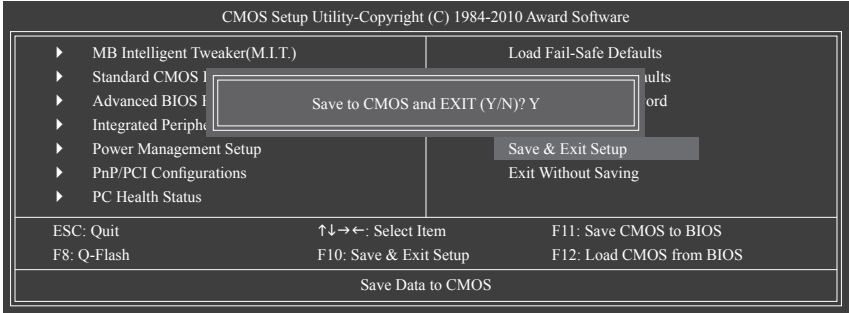 CMOS Setup Utility-Copyright (C) 1984-2010 Award Software
MB Intelligent Tweaker(M.I.T.)
Standard CMOS
Advanced BIOS
Integrated
Power Management Setup
PnP/PCI Configurations
PC Health Status
Load Fail-Safe Defaults
Save & Exit Setup
Exit Without Saving
Save to CMOS and EXIT (Y/N)? Y
ESC: Quit ↑↓→←: Select Item F11: Save CMOS to BIOS
F8: Q-Flash F10: Save & Exit Setup F12: Load CMOS from BIOS
Save Data to CMOS